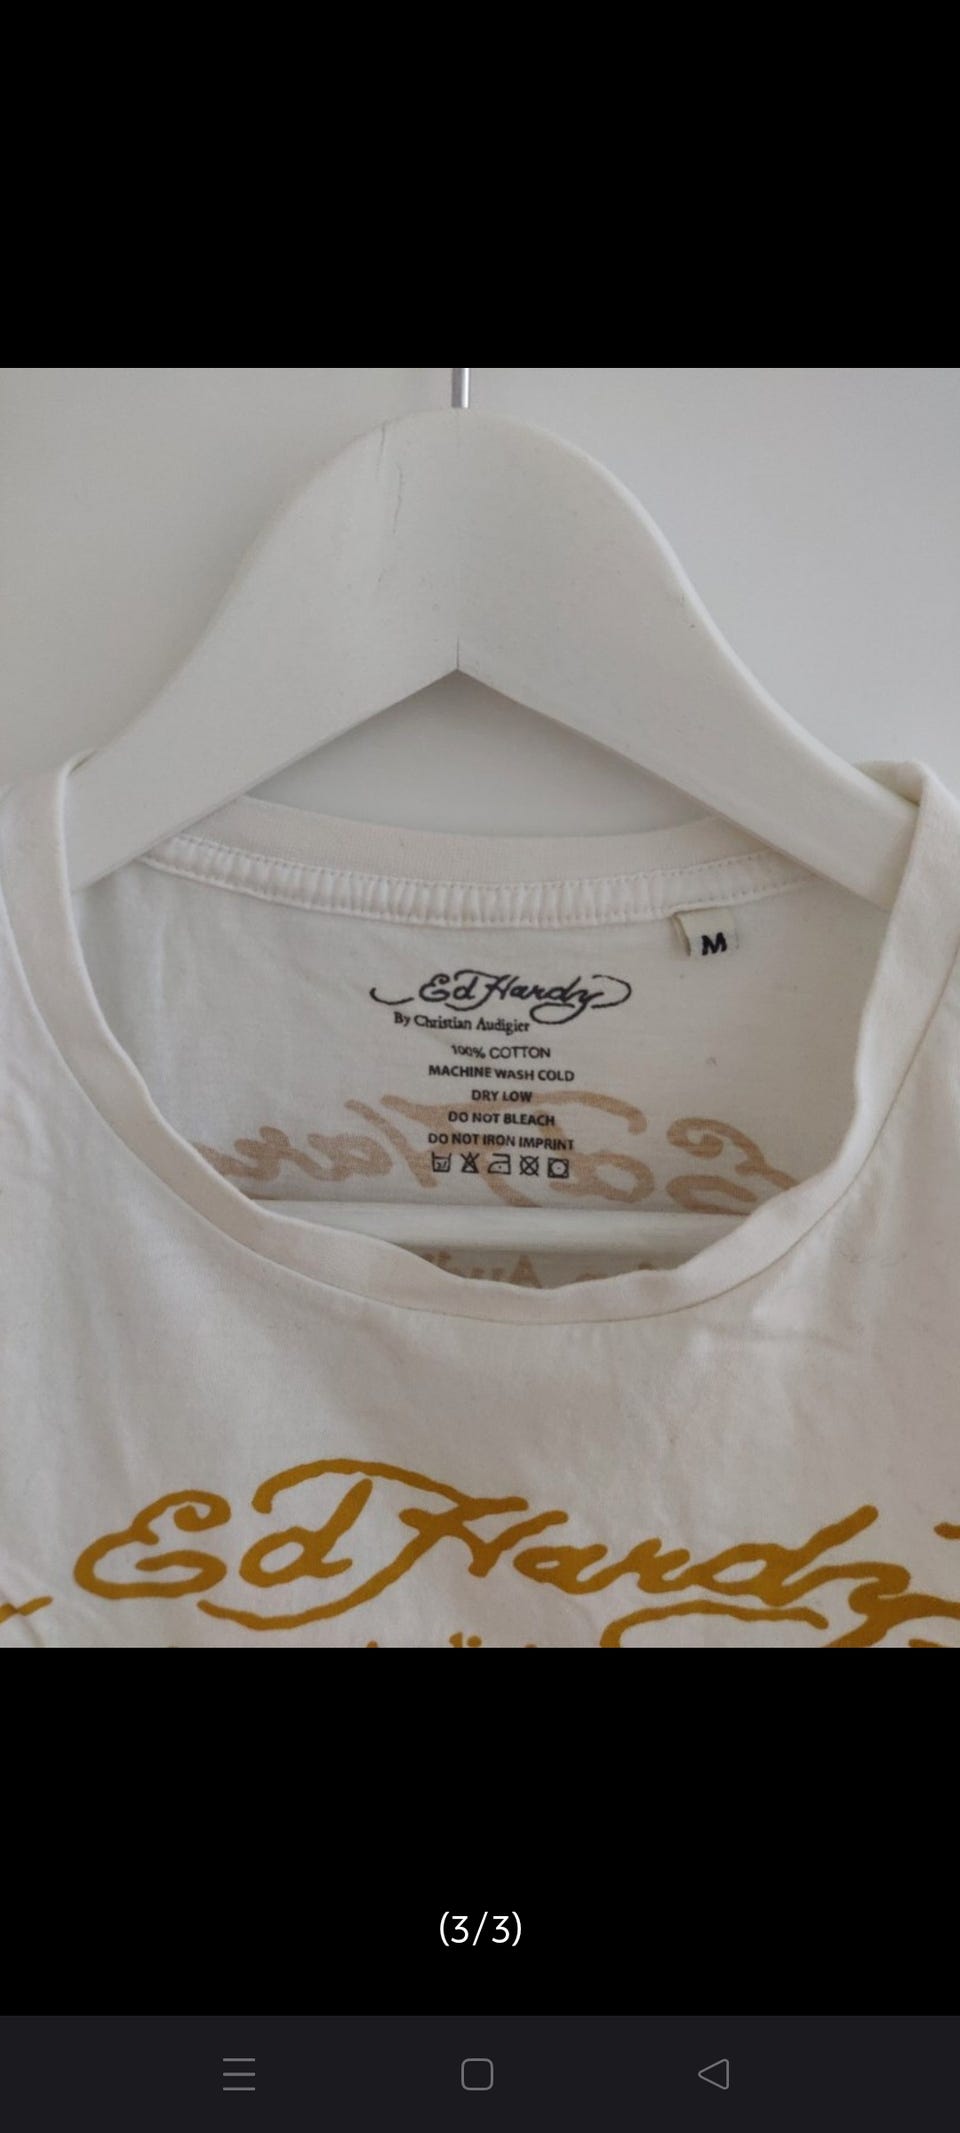 M
Ed Hardy
By Christian Audigier
100% COTTON
MACHINE WASH COLD
DRY LOW
DO NOT BLEACH
DO NOT IRON IMPRINT
Ed Hardy
(3/3)